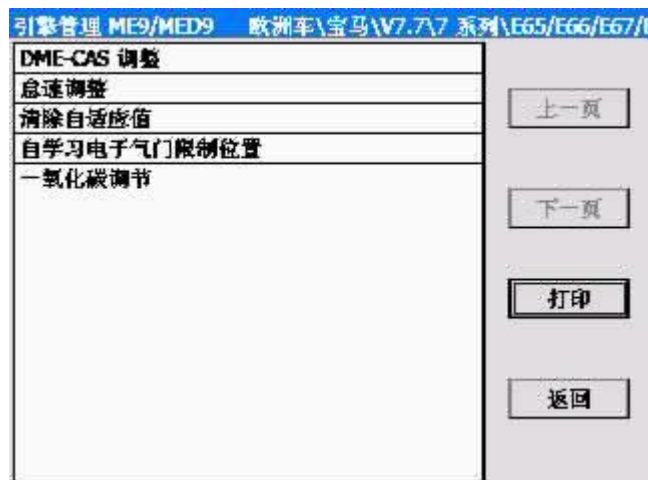 引擎管理 ME9/MED9 欧洲车\宝马\V7.7\7 系列\E65/E66/E67/
DME-CAS 调整
怠速调整
清除自适应值
自学习电子气门限制位置
一氧化碳调节
上一页
下一页
打印
返回